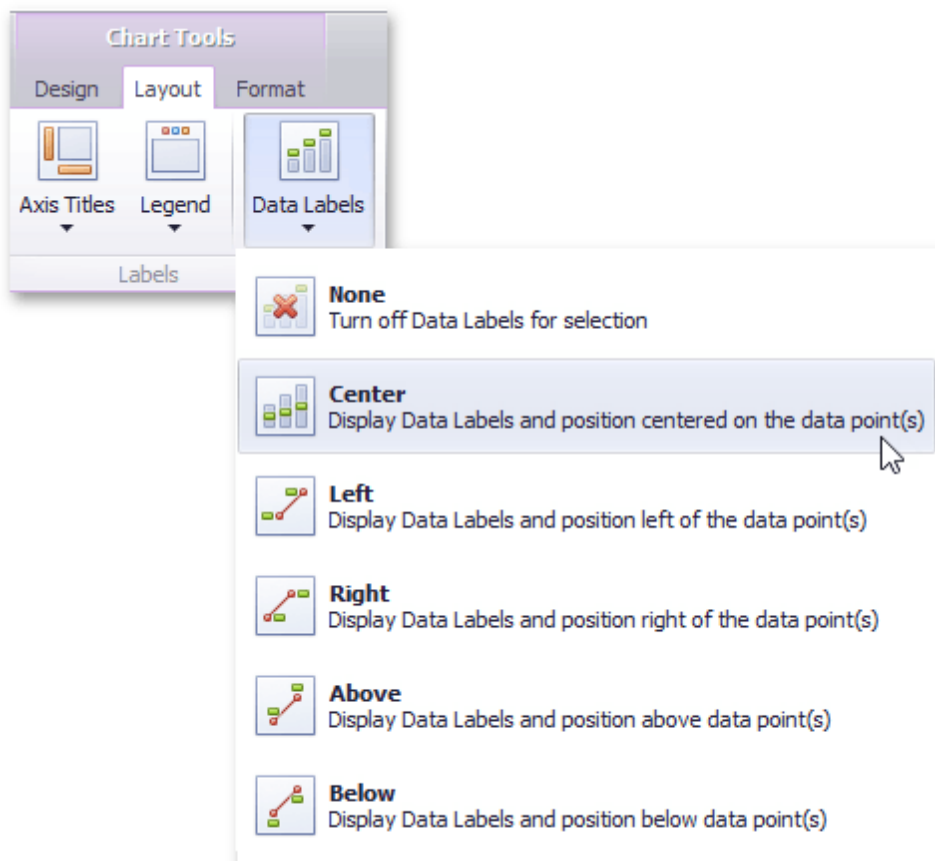 Chart Tools
Design Layout Format
Axis Titles Legend Data Labels
Labels
None
Turn off Data Labels for selection
Center
Display Data Labels and position centered on the data point(s)
Left
Display Data Labels and position left of the data point(s)
Right
Display Data Labels and position right of the data point(s)
Above
Display Data Labels and position above data point(s)
Below
Display Data Labels and position below data point(s)